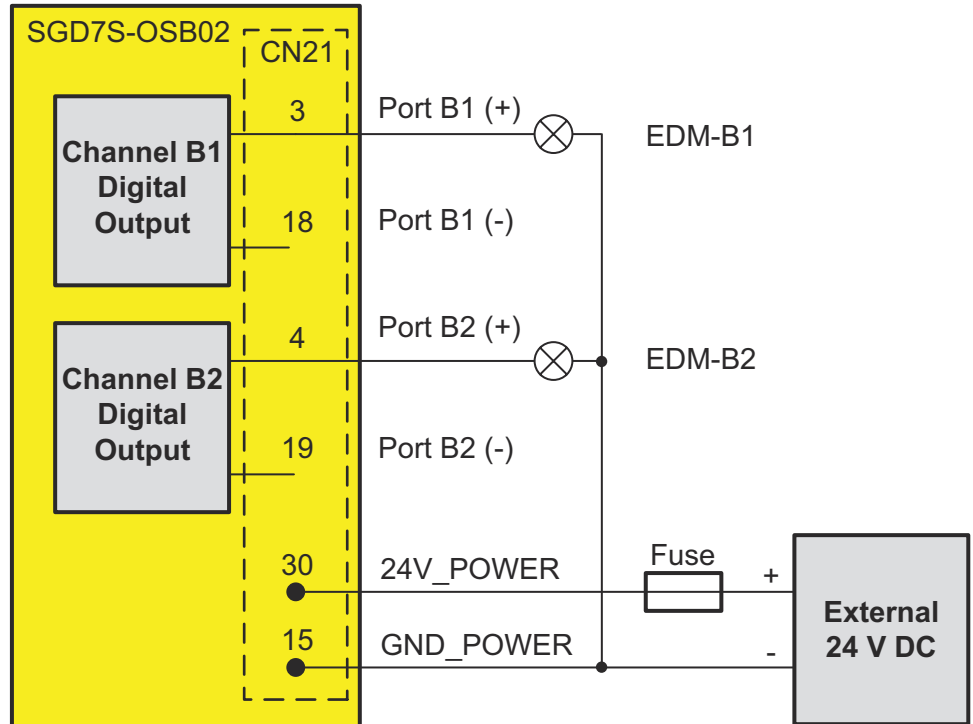 SGD7S-OSB02
CN21
Channel B1
Digital
Output
3
Port B1 (+)
EDM-B1
18
Port B1 (-)
Channel B2
Digital
Output
4
Port B2 (+)
EDM-B2
19
Port B2 (-)
30
24V_POWER
Fuse
+
15
GND_POWER
-
External
24 V DC